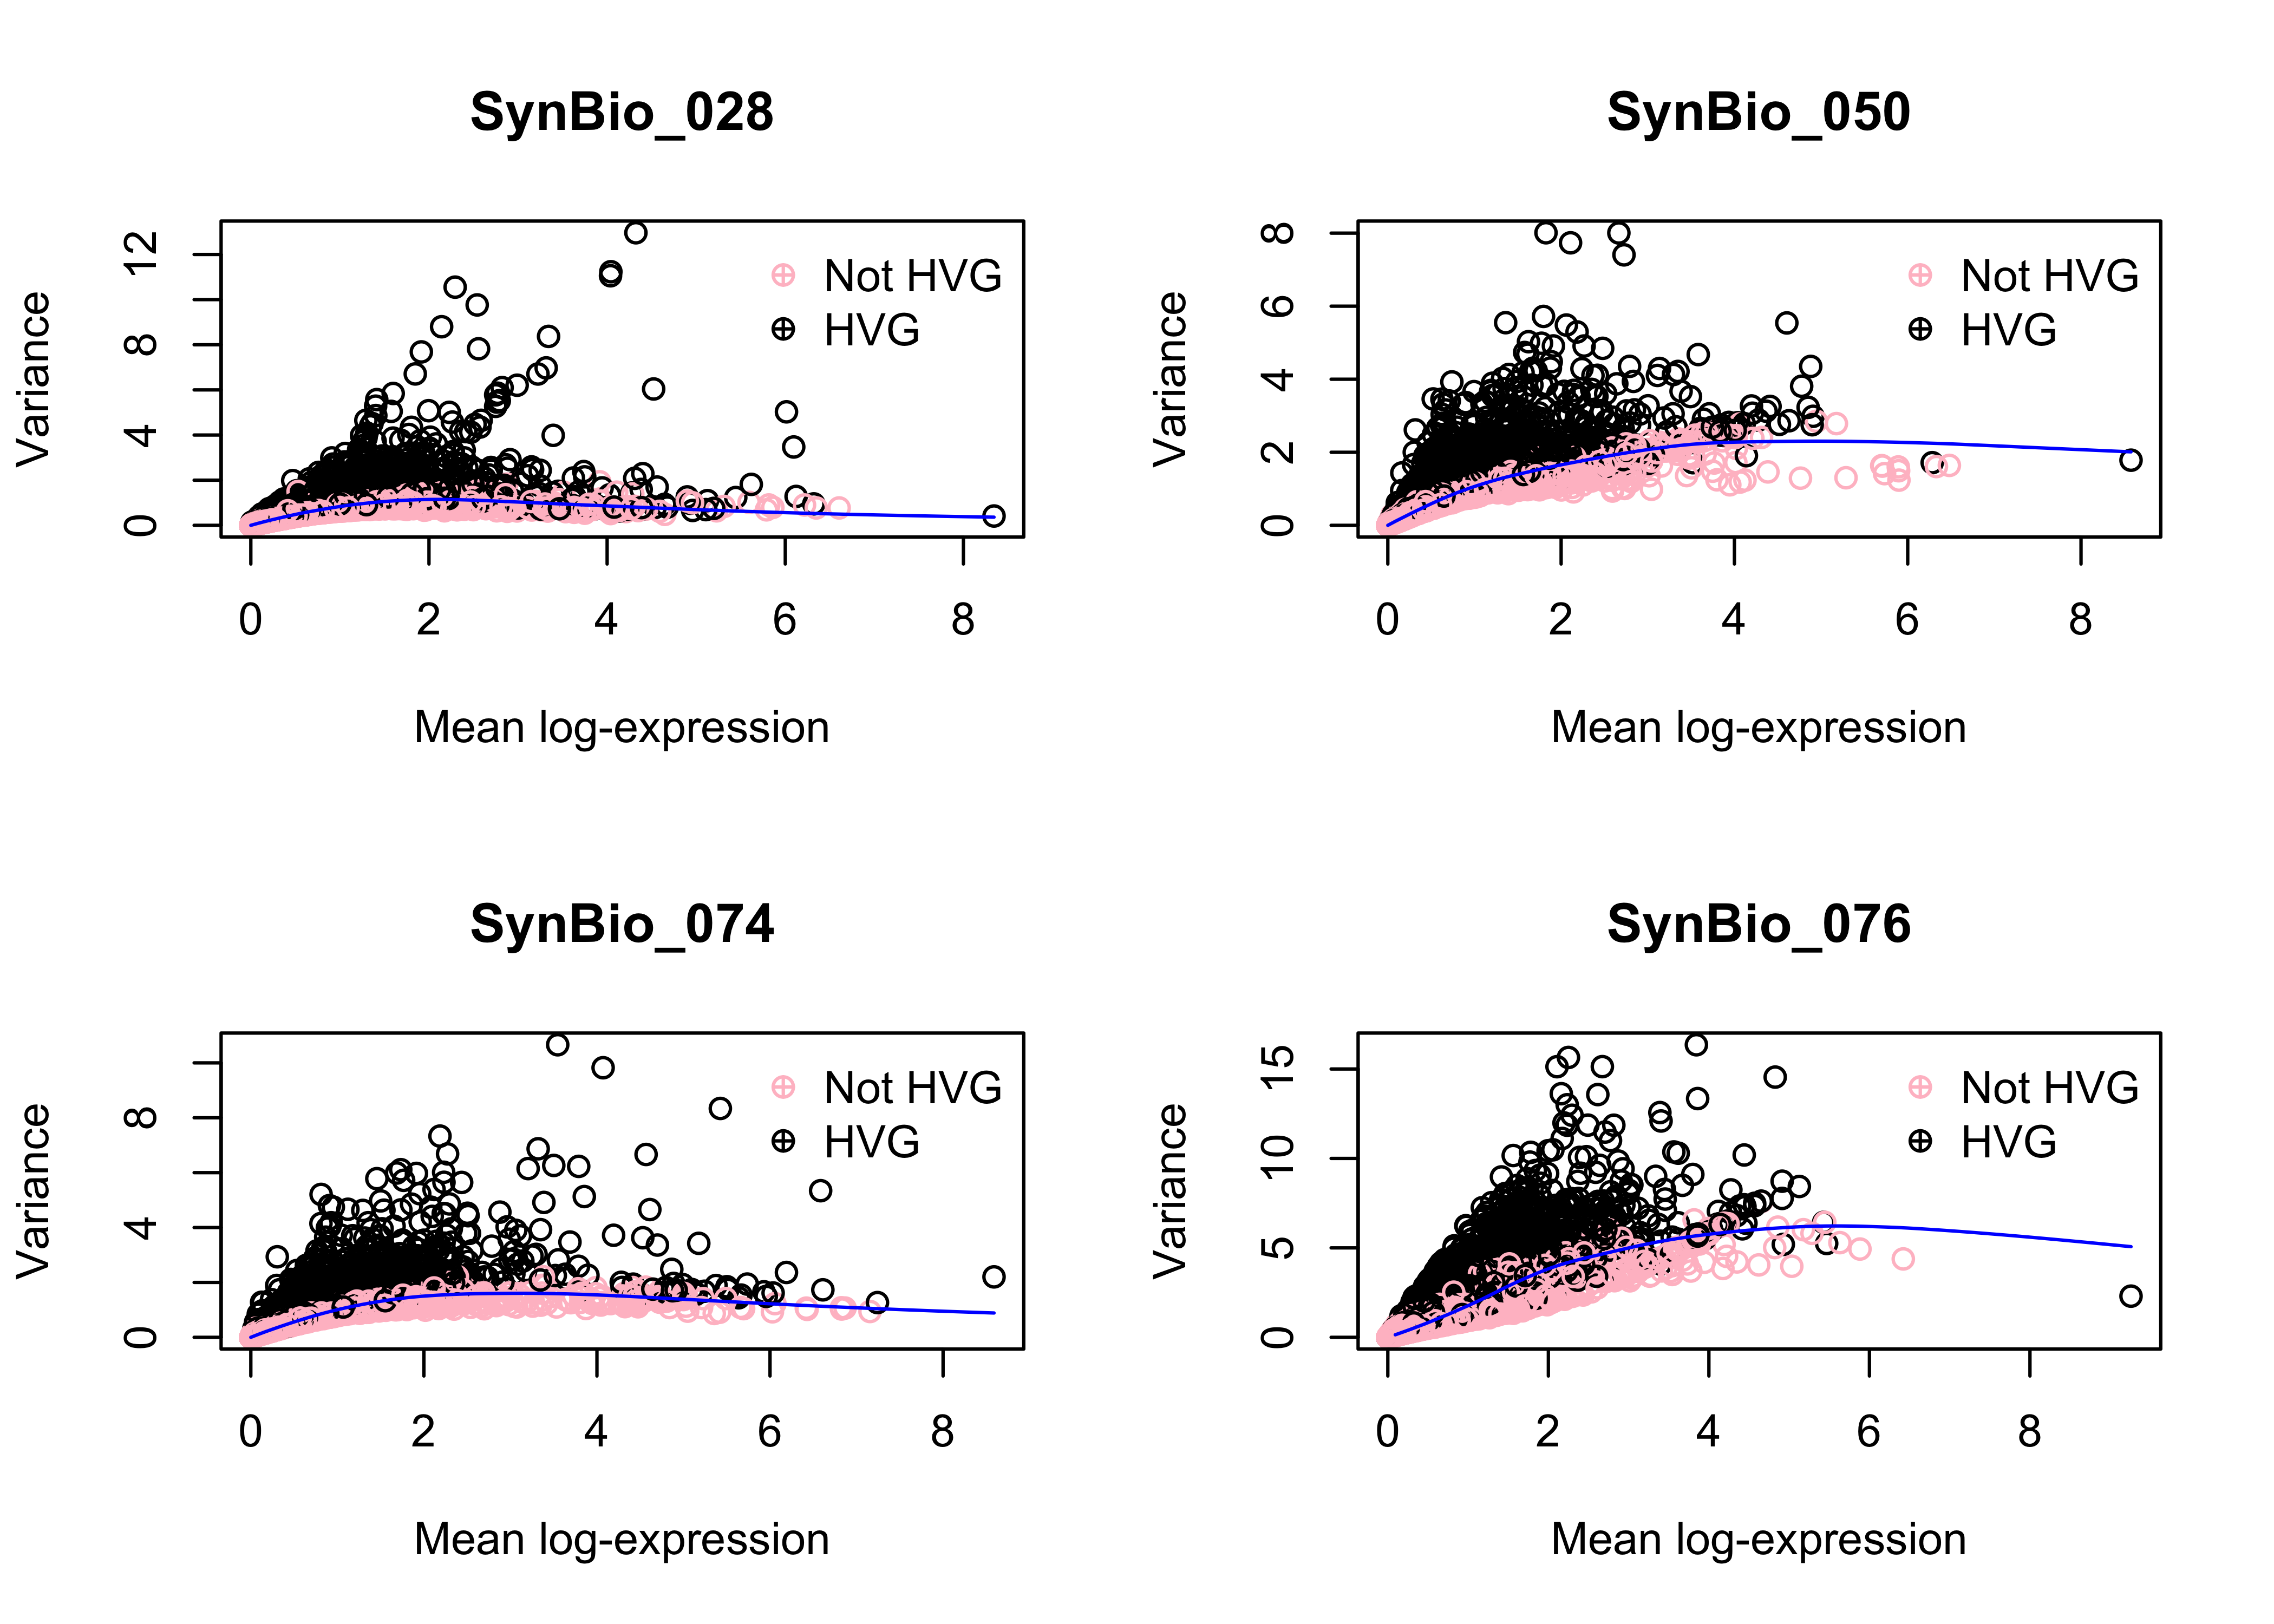 SynBio_028
Variance
12
8
4
0
Not HVG
HVG
0 2 4 6 8
Mean log-expression
SynBio_050
Variance
8
6
4
2
0
Not HVG
HVG
0 2 4 6 8
Mean log-expression
SynBio_074
Variance
8
4
0
Not HVG
HVG
0 2 4 6 8
Mean log-expression
SynBio_076
Variance
15
10
5
0
Not HVG
HVG
0 2 4 6 8
Mean log-expression